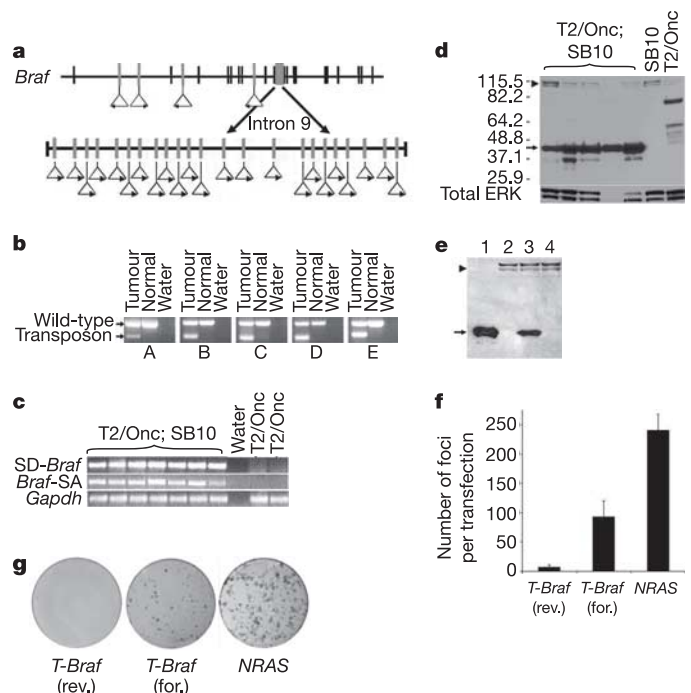 a
Braf
Intron 9
b
Tumour Normal Water Tumour Normal Water Tumour Normal Water Tumour Normal Water Tumour Normal Water
Wild-type
Transposon
A B C D E
c
T2/Onc; SB10 Water T2/Onc T2/Onc
SD-Braf
Braf-SA
Gapdh
g
T-Braf (rev.)
T-Braf (for.)
NRAS
d
T2/Onc; SB10
SB10 T2/Onc
115.5
82.2
64.2
48.8
37.1
25.9
Total ERK
e
1 2 3 4
f
Number of foci per transfection
250
200
150
100
50
0
T-Braf (rev.)
T-Braf (for.)
NRAS